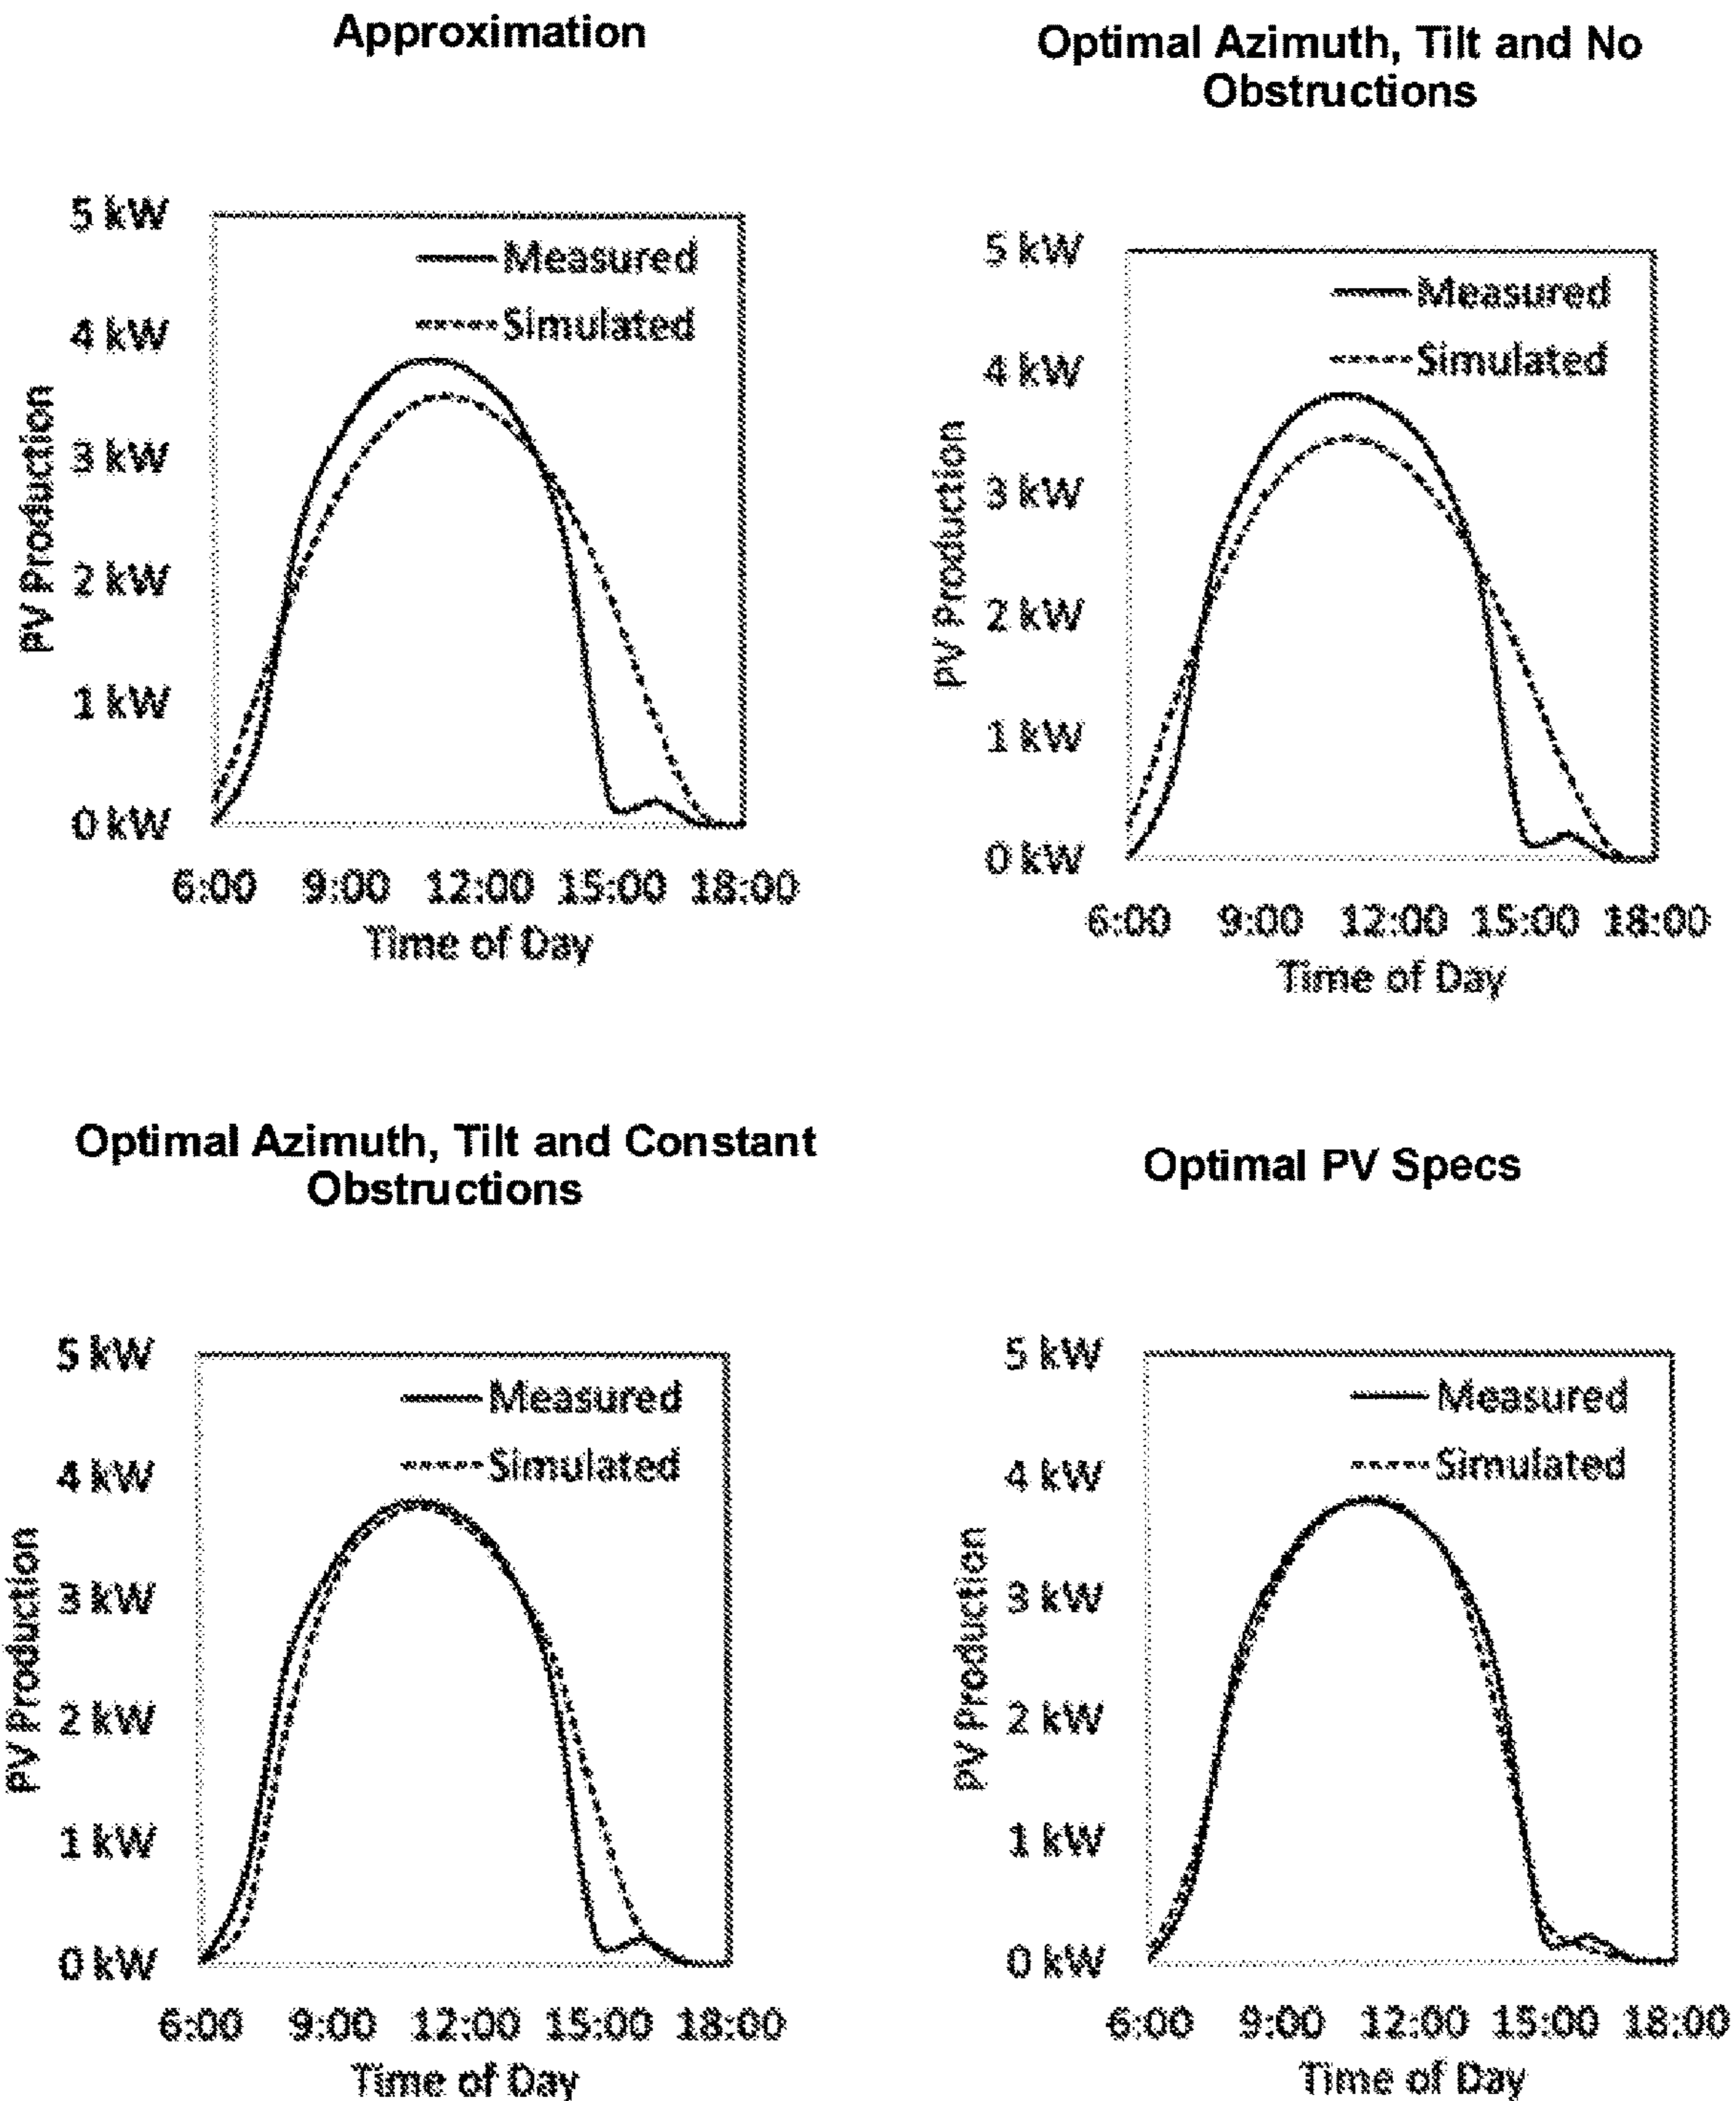 Approximation
5 kW
Measured
Simulated
4 kW
3 kW
2 kW
1 kW
0 kW
PV Production
6:00 9:00 12:00 15:00 18:00
Time of Day
Optimal Azimuth, Tilt and No
Obstructions
5 kW
Measured
Simulated
4 kW
3 kW
2 kW
1 kW
0 kW
PV Production
6:00 9:00 12:00 15:00 18:00
Time of Day
Optimal Azimuth, Tilt and Constant
Obstructions
5 kW
Measured
Simulated
4 kW
3 kW
2 kW
1 kW
0 kW
PV Production
6:00 9:00 12:00 15:00 18:00
Time of Day
Optimal PV Specs
5 kW
Measured
Simulated
4 kW
3 kW
2 kW
1 kW
0 kW
PV Production
6:00 9:00 12:00 15:00 18:00
Time of Day